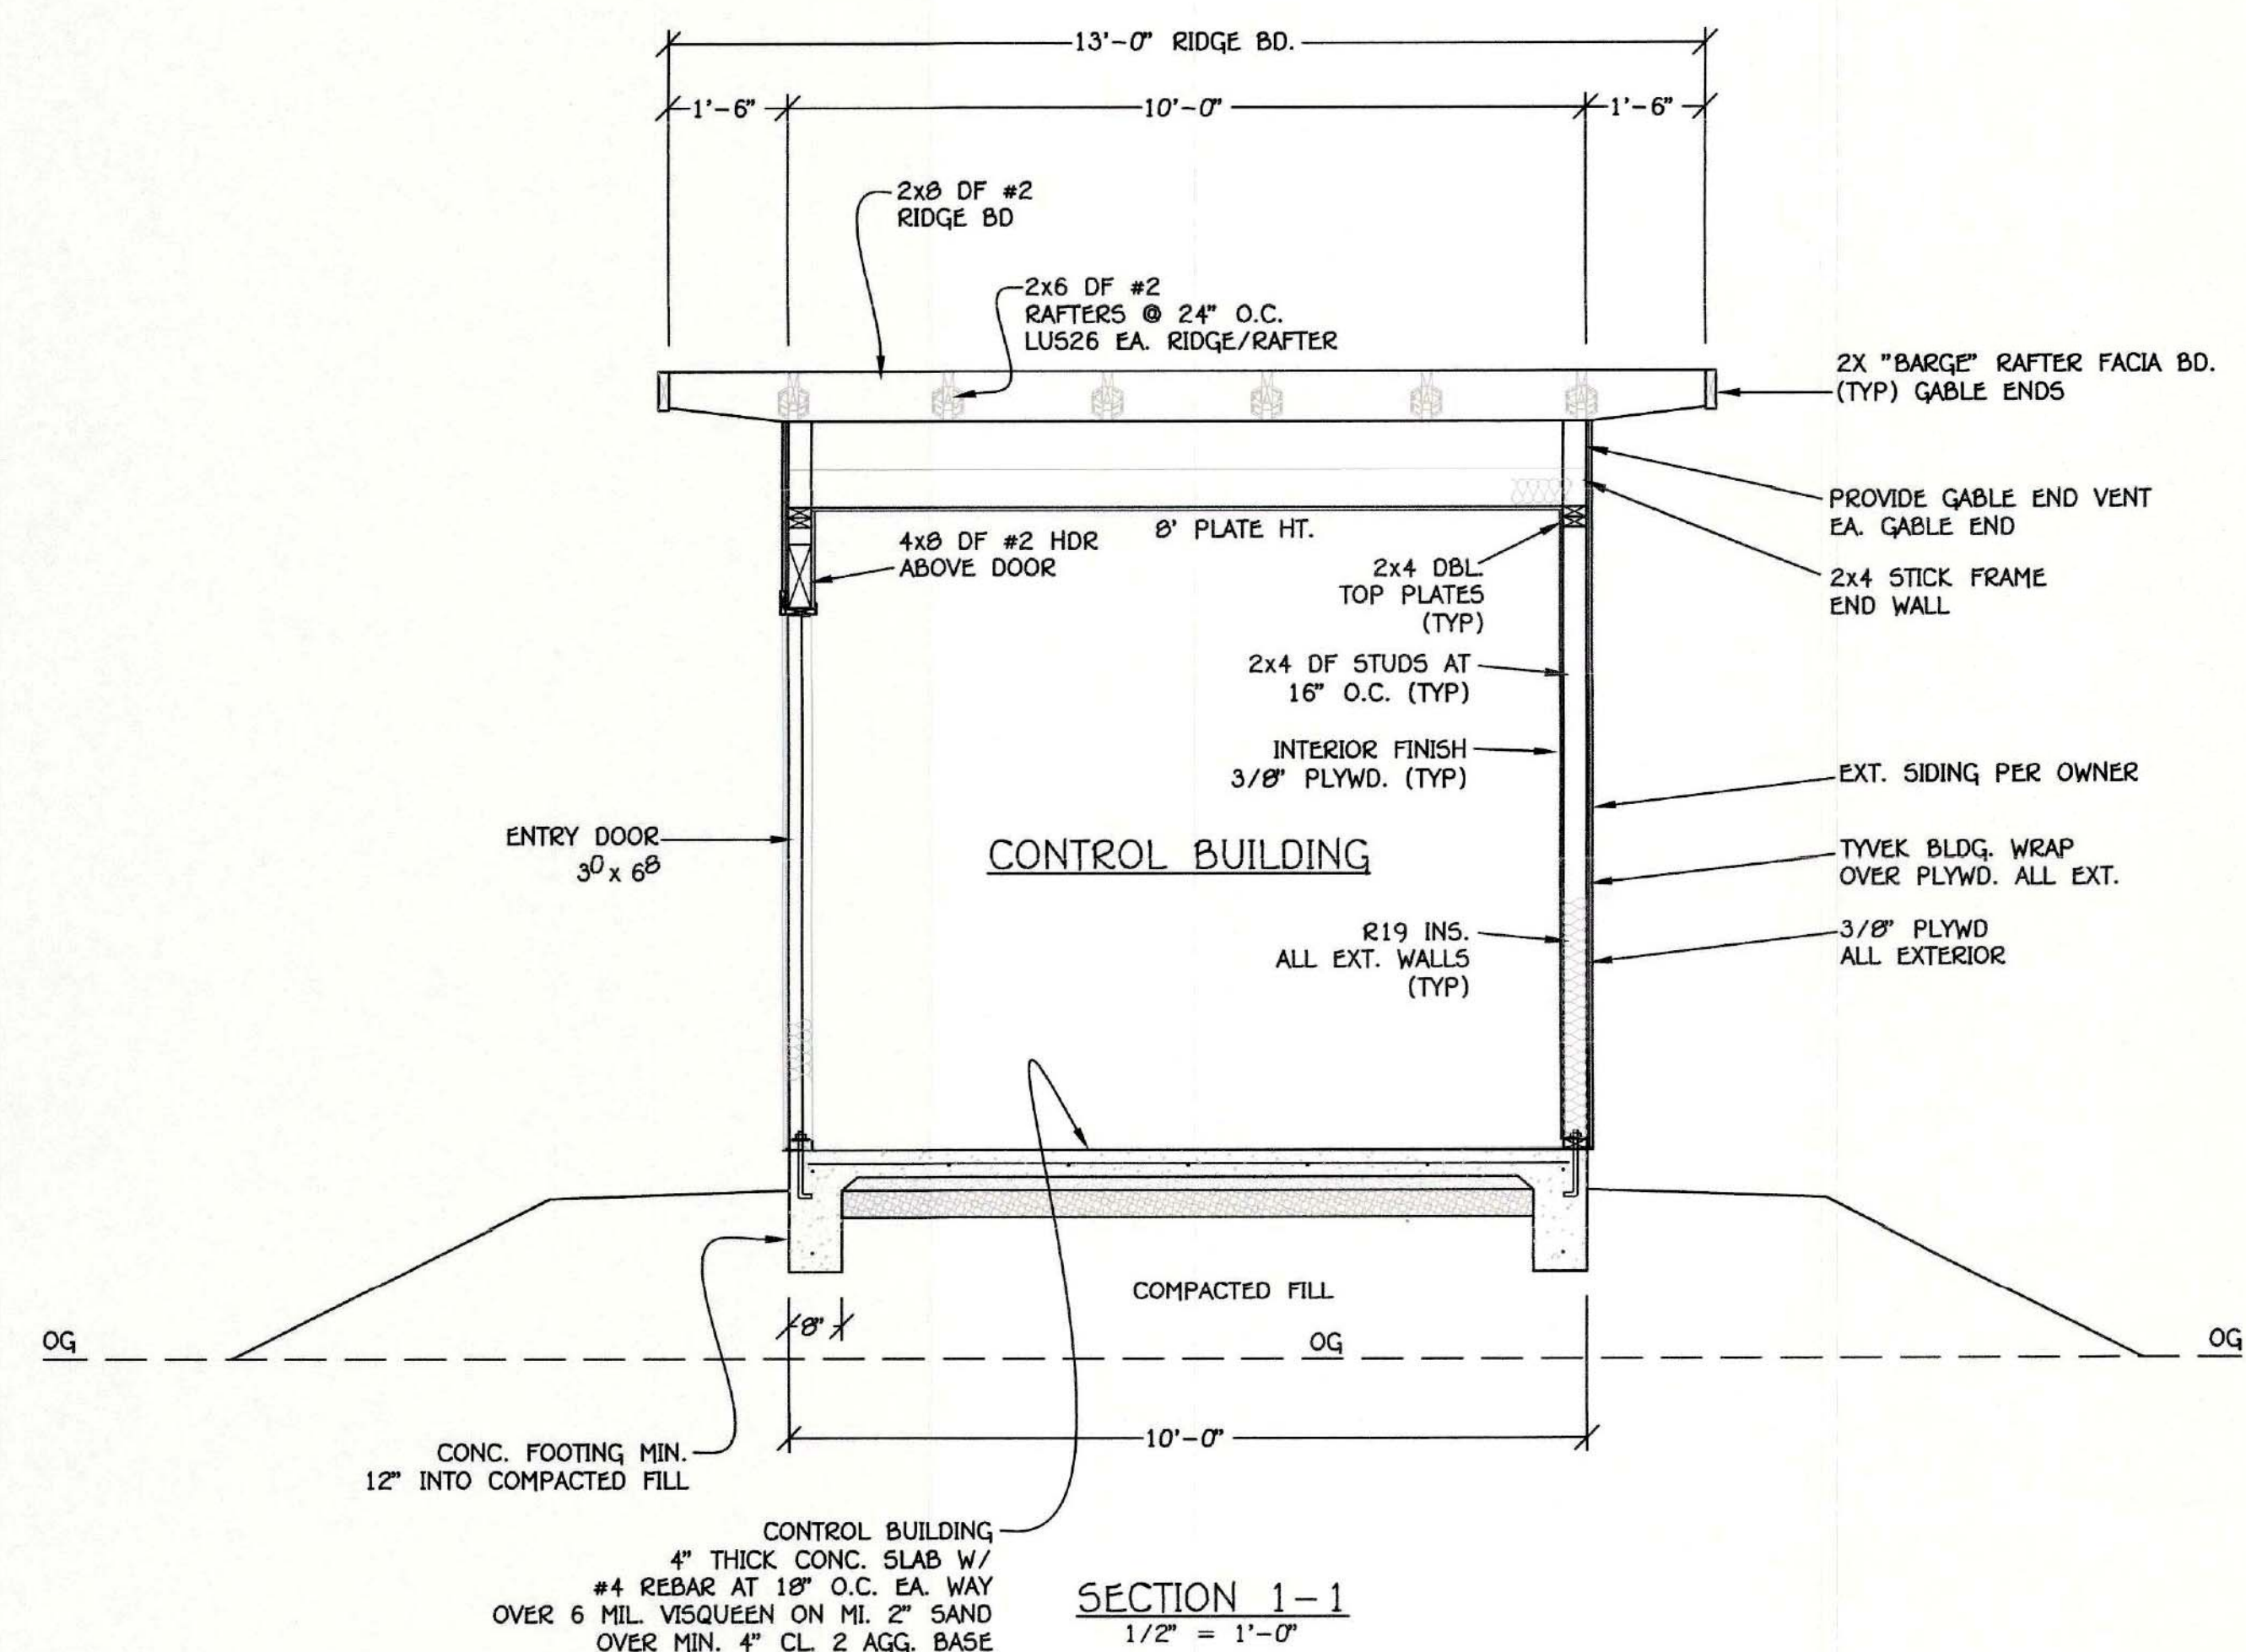 13'-0" RIDGE BD.
1'-6"
10'-0"
1'-6"
2x8 DF #2
RIDGE BD
2x6 DF #2
RAFTERS @ 24" O.C.
LUS26 EA. RIDGE/RAFTER
2X "BARGE" RAFTER FACIA BD.
(TYP) GABLE ENDS
PROVIDE GABLE END VENT
EA. GABLE END
2x4 STICK FRAME
END WALL
8' PLATE HT.
4x8 DF #2 HDR
ABOVE DOOR
2x4 DBL.
TOP PLATES
(TYP)
2x4 DF STUDS AT
16" O.C. (TYP)
INTERIOR FINISH
3/8" PLYWD. (TYP)
EXT. SIDING PER OWNER
ENTRY DOOR
3⁰ x 6⁸
CONTROL BUILDING
TYVEK BLDG. WRAP
OVER PLYWD. ALL EXT.
R19 INS.
ALL EXT. WALLS
(TYP)
3/8" PLYWD
ALL EXTERIOR
COMPACTED FILL
8"
OG
OG
OG
10'-0"
CONC. FOOTING MIN.
12" INTO COMPACTED FILL
CONTROL BUILDING
4" THICK CONC. SLAB W/
#4 REBAR AT 18" O.C. EA. WAY
OVER 6 MIL. VISQUEEN ON MI. 2" SAND
OVER MIN. 4" CL. 2 AGG. BASE
SECTION 1-1
1/2" = 1'-0"